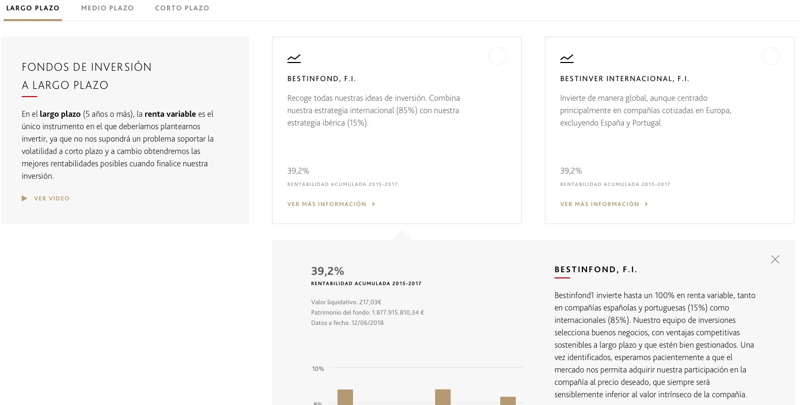 LARGO PLAZO
MEDIO PLAZO
CORTO PLAZO
FONDOS DE INVERSIÓN
A LARGO PLAZO
En el largo plazo (5 años o más), la renta variable es el
único instrumento en el que deberíamos plantearnos
invertir, ya que no nos supondrá un problema soportar la
volatilidad a corto plazo y a cambio obtendremos las
mejores rentabilidades posibles cuando finalice nuestra
inversión.
VER VIDEO
BESTINFOND, F.I.
Recoge todas nuestras ideas de inversión. Combina
nuestra estrategia internacional (85%) con nuestra
estrategia ibérica (15%).
39,2%
RENTABILIDAD ACUMULADA 2015-2017
VER MÁS INFORMACIÓN
BESTINVER INTERNACIONAL, F.I.
Invierte de manera global, aunque centrado
principalmente en compañías cotizadas en Europa,
excluyendo España y Portugal.
39,2%
RENTABILIDAD ACUMULADA 2015-2017
VER MÁS INFORMACIÓN
39,2%
RENTABILIDAD ACUMULADA 2015-2017
Valor liquidativo: 217,03€
Patrimonio del fondo: 1.877.915.810,34 €
Datos a fecha: 12/06/2018
10%
8%
BESTINFOND, F.I.
Bestinfond1 invierte hasta un 100% en renta variable, tanto
en compañías españolas y portuguesas (15%) como
internacionales (85%). Nuestro equipo de inversiones
selecciona buenos negocios, con ventajas competitivas
sostenibles a largo plazo y que estén bien gestionados. Una
vez identificados, esperamos pacientemente a que el
mercado nos permita adquirir nuestra participación en la
compañía al precio deseado, que siempre será
sensiblemente inferior al valor intrínseco de la compañía.